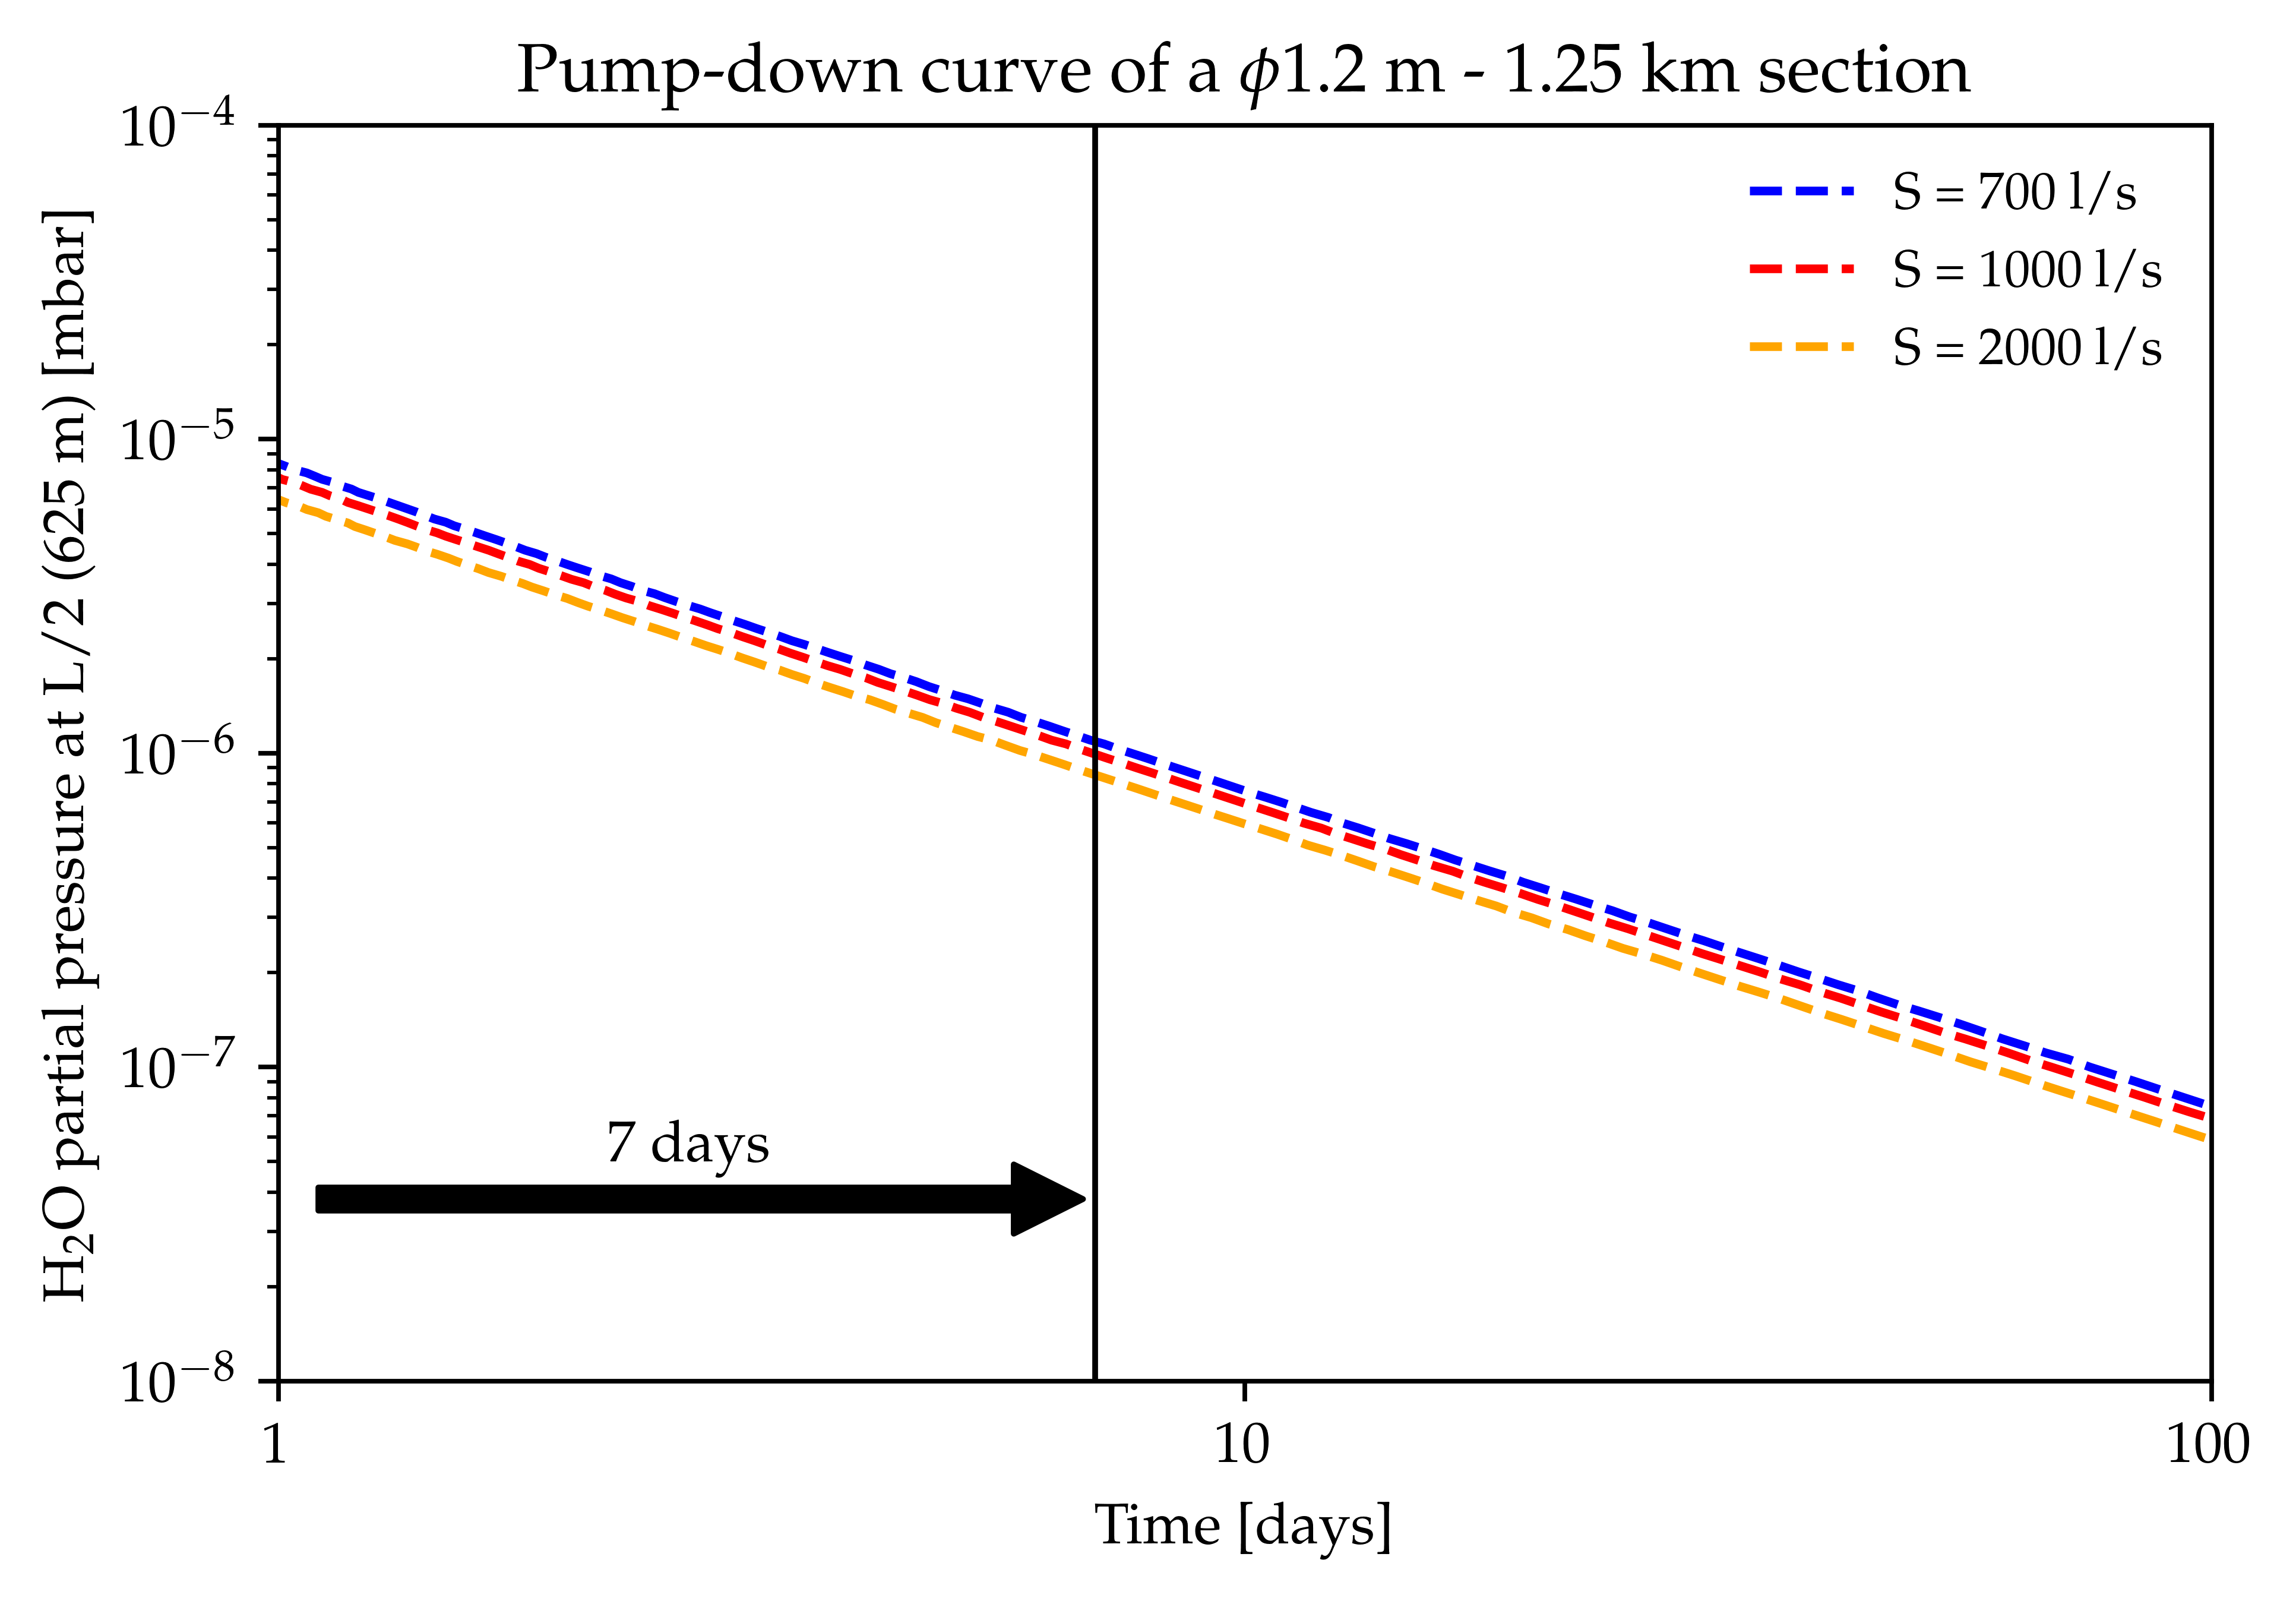 Pump-down curve of a ϕ1.2 m - 1.25 km section
H₂O partial pressure at L/2 (625 m) [mbar]
10⁻⁴
10⁻⁵
10⁻⁶
10⁻⁷
10⁻⁸
S = 700 l/s
S = 1000 l/s
S = 2000 l/s
7 days
1
10
100
Time [days]